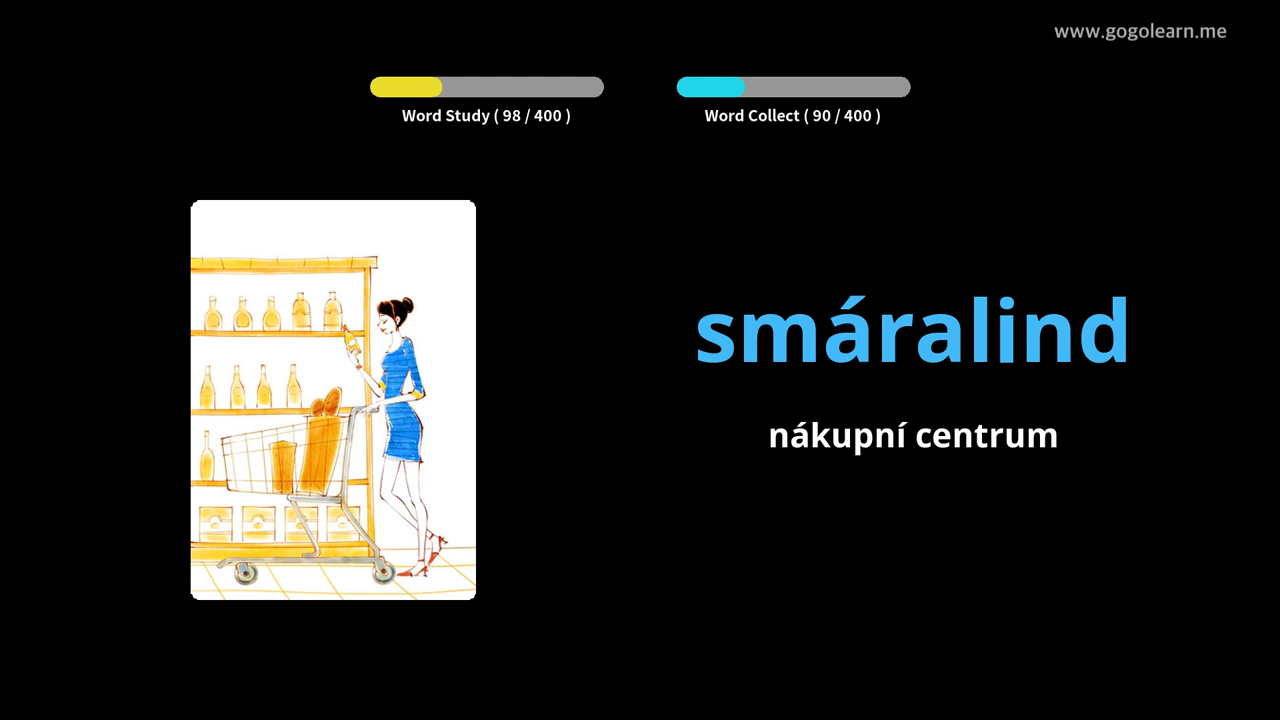 www.gogolearn.me
Word Study ( 98 / 400 )
Word Collect ( 90 / 400 )
smáralind
nákupní centrum